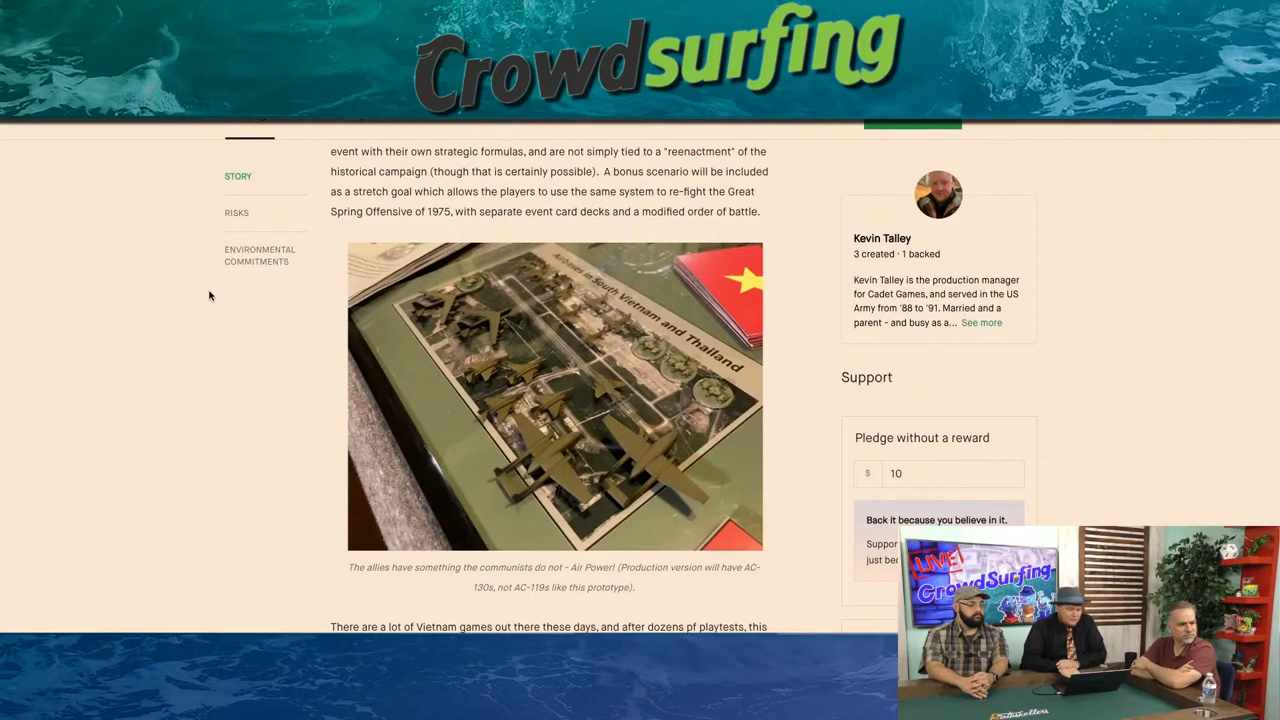 Crowdsurfing
event with their own strategic formulas, and are not simply tied to a "reenactment" of the
historical campaign (though that is certainly possible). A bonus scenario will be included
as a stretch goal which allows the players to use the same system to re-fight the Great
Spring Offensive of 1975, with separate event card decks and a modified order of battle.
STORY
RISKS
ENVIRONMENTAL
COMMITMENTS
Airbases in South Vietnam and Thailand
The allies have something the communists do not - Air Power! (Production version will have AC-
130s, not AC-119s like this prototype).
There are a lot of Vietnam games out there these days, and after dozens pf playtests, this
Kevin Talley
3 created · 1 backed
Kevin Talley is the production manager
for Cadet Games, and served in the US
Army from '88 to '91. Married and a
parent - and busy as a... See more
Support
Pledge without a reward
$ 10
Back it because you believe in it.
LIVE!
CrowdSurfing